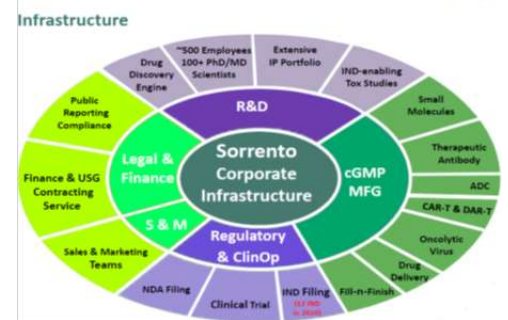 Infrastructure
Drug
Discovery
Engine
~500 Employees
100+ PhD/MD
Scientists
Extensive
IP Portfolio
IND-enabling
Tox Studies
Public
Reporting
Compliance
Finance & USG
Contracting
Service
Sales & Marketing
Teams
Legal &
Finance
S & M
R&D
Sorrento
Corporate
Infrastructure
cGMP
MFG
Regulatory
& ClinOp
Small
Molecules
Therapeutic
Antibody
ADC
CAR-T & DAR-T
Oncolytic
Virus
Drug
Delivery
Fill-n-Finish
NDA Filing
Clinical Trial
IND Filing